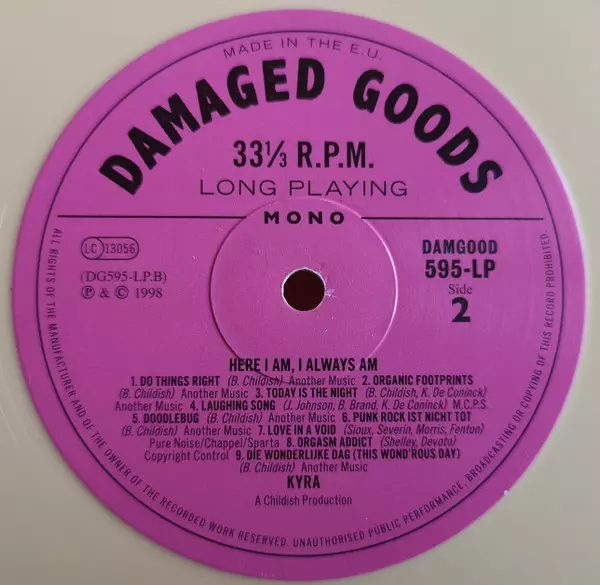 MADE IN THE E.U.
DAMAGED GOODS
33⅓ R.P.M.
LONG PLAYING
MONO
LC 13056
(DG595-LP.B)
Ⓟ & © 1998
DAMGOOD
595-LP
Side
2
HERE I AM, I ALWAYS AM
1. DO THINGS RIGHT (B. Childish) Another Music 2. ORGANIC FOOTPRINTS
(B. Childish) Another Music 3. TODAY IS THE NIGHT (B. Childish, K. De Coninck)
Another Music 4. LAUGHING SONG (J. Johnson, B. Brand, K. De Coninck) M.C.P.S.
5. DOODLEBUG (B. Childish) Another Music 6. PUNK ROCK IST NICHT TOT
(B. Childish) Another Music 7. LOVE IN A VOID (Sioux, Severin, Morris, Fenton)
Pure Noise/Chappel/Sparta 8. ORGASM ADDICT (Shelley, Devoto)
Copyright Control 9. DIE WONDERLIJKE DAG (THIS WOND'ROUS DAY)
(B. Childish) Another Music
KYRA
A Childish Production
ALL RIGHTS OF THE MANUFACTURER AND OF THE OWNER OF THE RECORDED WORK RESERVED. UNAUTHORISED PUBLIC PERFORMANCE, BROADCASTING OR COPYING OF THIS RECORD PROHIBITED.